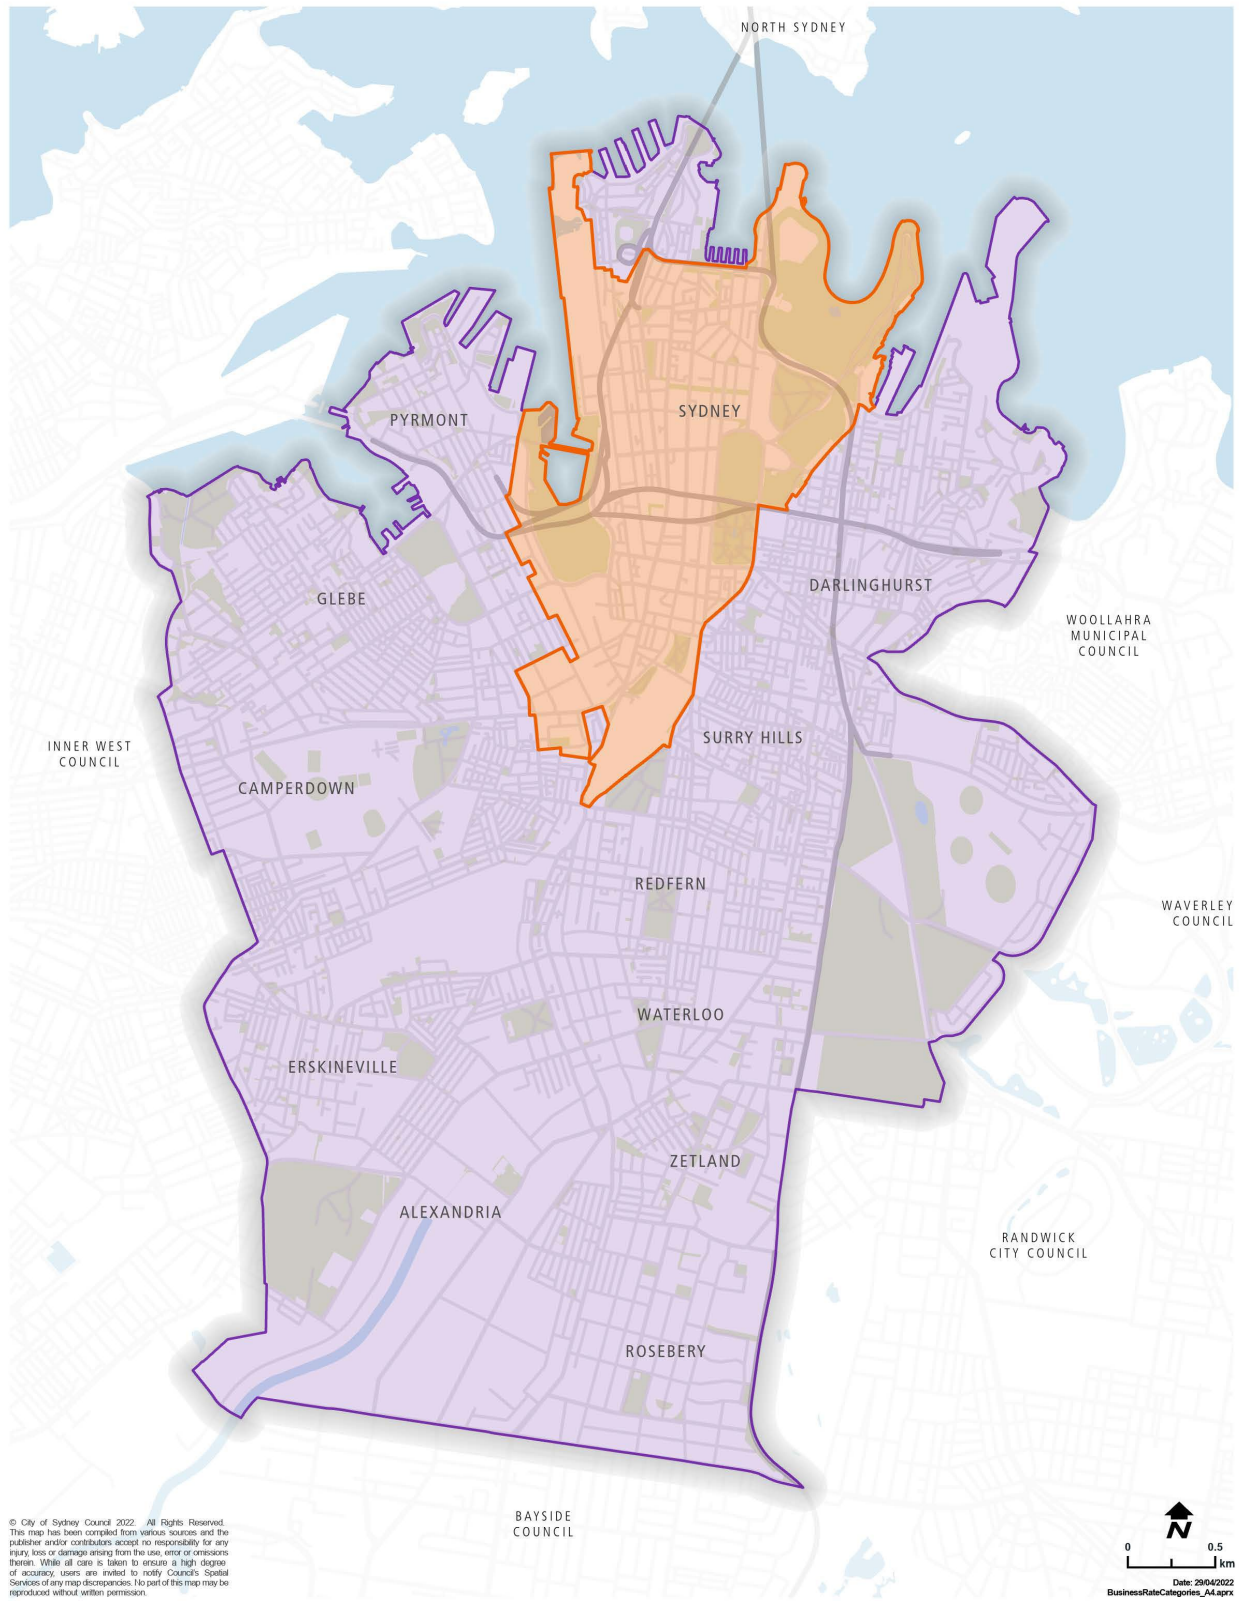 NORTH SYDNEY
SYDNEY
PYRMONT
DARLINGHURST
GLEBE
WOOLLAHRA
MUNICIPAL
COUNCIL
SURRY HILLS
INNER WEST
COUNCIL
CAMPERDOWN
REDFERN
WAVERLEY
COUNCIL
WATERLOO
ERSKINEVILLE
ZETLAND
ALEXANDRIA
RANDWICK
CITY COUNCIL
ROSEBERY
BAYSIDE
COUNCIL
© City of Sydney Council 2022. All Rights Reserved.
This map has been compiled from various sources and the
publisher and/or contributors accept no responsibility for any
injury, loss or damage arising from the use, error or omissions
therein. While all care is taken to ensure a high degree
of accuracy, users are invited to notify Council's Spatial
Services of any map discrepancies. No part of this map may be
reproduced without written permission.
N
0 0.5
km
Date: 29/04/2022
BusinessRateCategories_A4.aprx